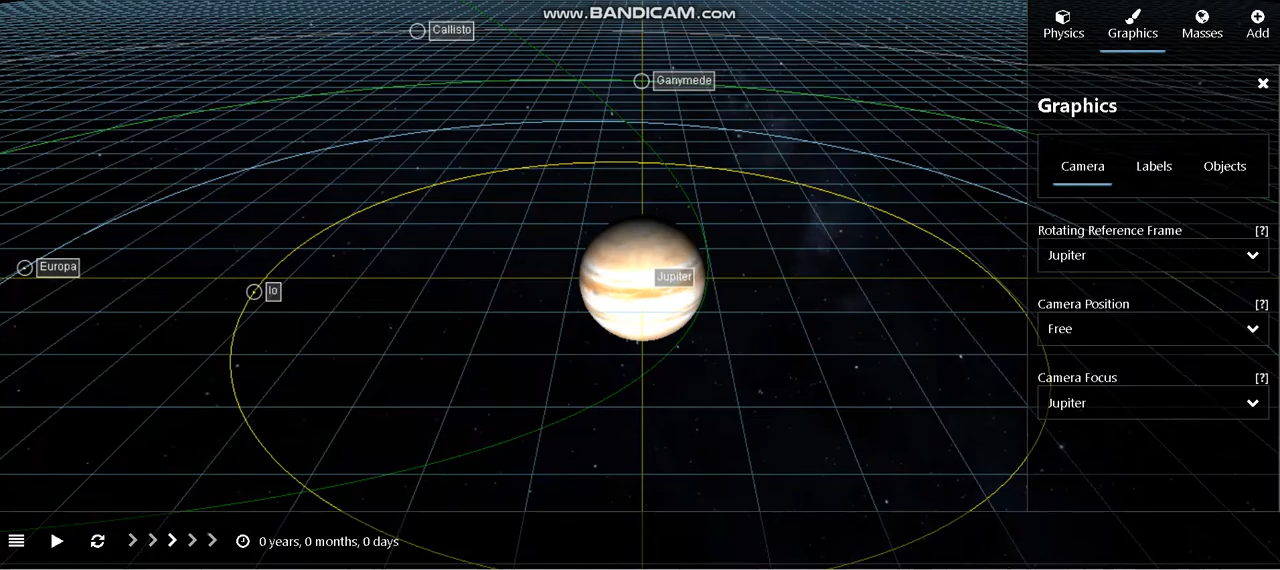 www.BANDICAM.com
Callisto
Ganymede
Europa
Io
Jupiter
Physics
Graphics
Masses
Add
Graphics
Camera
Labels
Objects
Rotating Reference Frame [?]
Jupiter
Camera Position [?]
Free
Camera Focus [?]
Jupiter
0 years, 0 months, 0 days